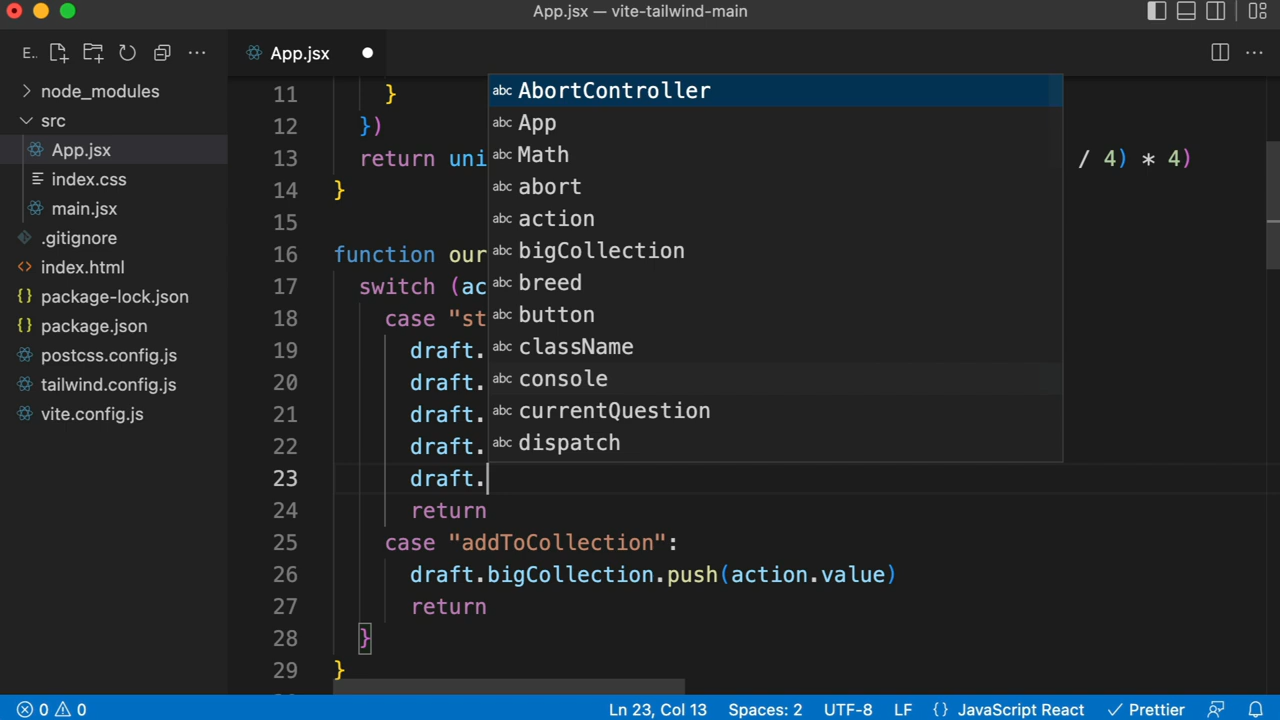 App.jsx — vite-tailwind-main
E..
App.jsx
node_modules
src
App.jsx
index.css
main.jsx
.gitignore
index.html
package-lock.json
package.json
postcss.config.js
tailwind.config.js
vite.config.js
11 }
12 })
13 return uni / 4) * 4)
14 }
15
16 function our
17 switch (ac
18 case "st
19 draft.
20 draft.
21 draft.
22 draft.
23 draft.
24 return
25 case "addToCollection":
26 draft.bigCollection.push(action.value)
27 return
28 }
29 }
abc AbortController
abc App
abc Math
abc abort
abc action
abc bigCollection
abc breed
abc button
abc className
abc console
abc currentQuestion
abc dispatch
0 0 Ln 23, Col 13 Spaces: 2 UTF-8 LF {} JavaScript React Prettier